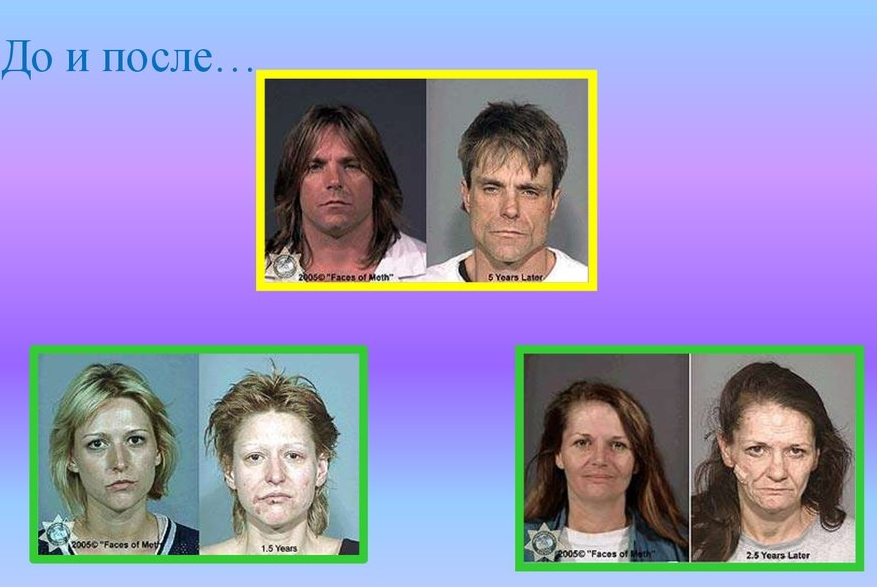 До и после…
2005© "Faces of Meth"
5 Years Later
2005© "Faces of Meth"
1.5 Years
2005© "Faces of Meth"
2.5 Years Later